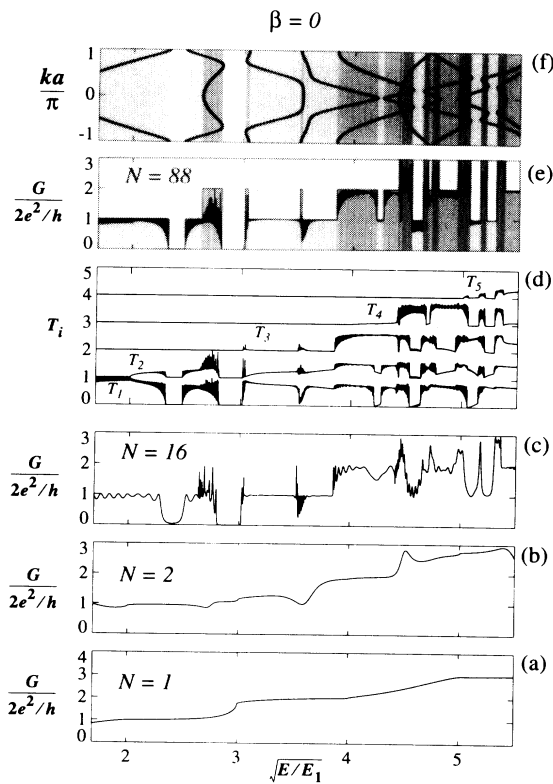 β = 0
(f)
ka/π
1
0
-1
(e)
G/2e²/h
N = 88
3
2
1
0
(d)
T_i
5
4
3
2
1
0
T_1
T_2
T_3
T_4
T_5
(c)
G/2e²/h
N = 16
3
2
1
0
(b)
G/2e²/h
N = 2
3
2
1
0
(a)
G/2e²/h
N = 1
4
3
2
1
0
2 3 4 5
√E/E_1